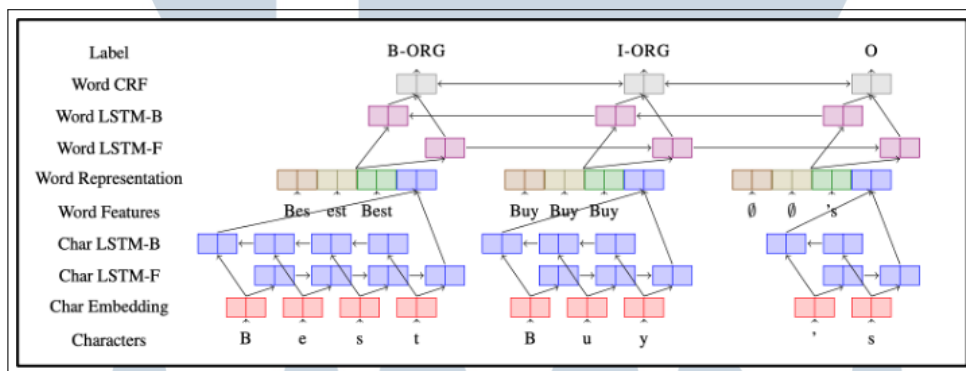 Label B-ORG I-ORG O
Word CRF
Word LSTM-B
Word LSTM-F
Word Representation
Word Features Bes est Best Buy Buy Buy ∅ ∅ 's
Char LSTM-B
Char LSTM-F
Char Embedding
Characters B e s t B u y ' s